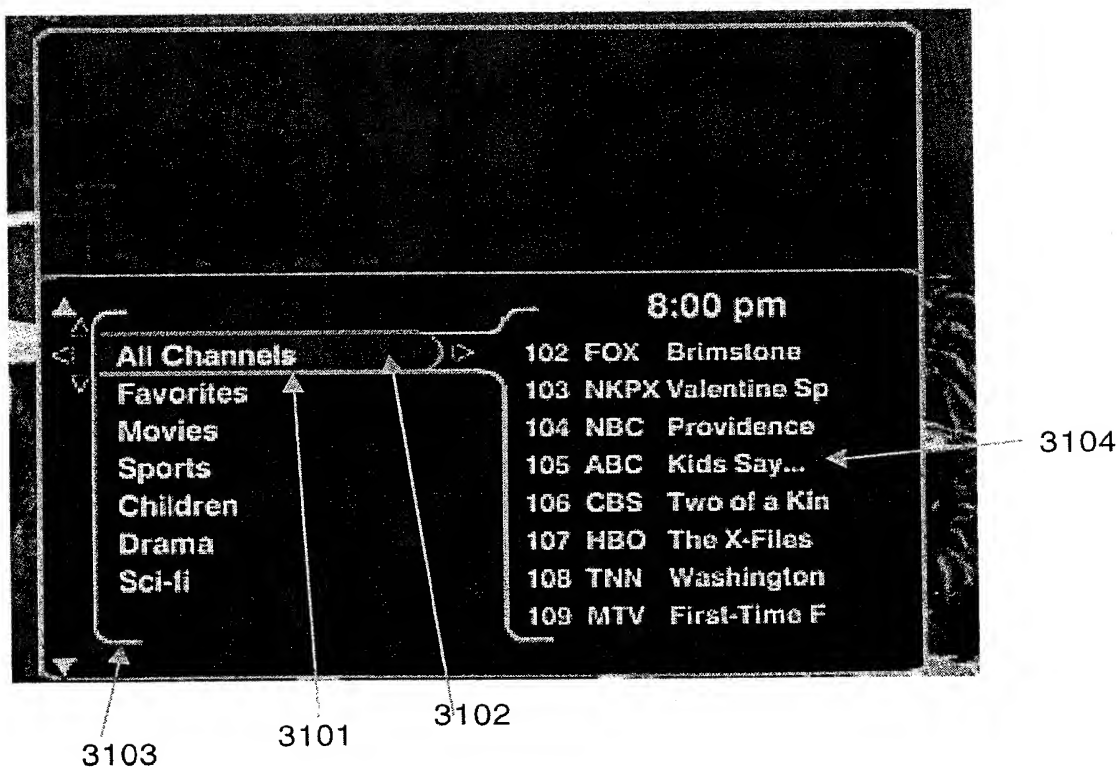 8:00 pm
All Channels
Favorites
Movies
Sports
Children
Drama
Sci-fi
102 FOX Brimstone
103 NKPX Valentine Sp
104 NBC Providence
105 ABC Kids Say...
106 CBS Two of a Kin
107 HBO The X-Files
108 TNN Washington
109 MTV First-Time F
3104
3102
3101
3103